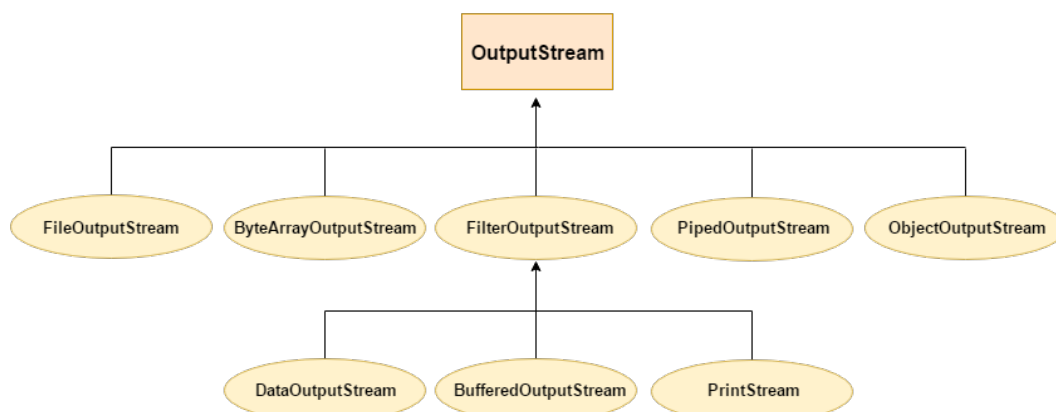 OutputStream
FileOutputStream
ByteArrayOutputStream
FilterOutputStream
PipedOutputStream
ObjectOutputStream
DataOutputStream
BufferedOutputStream
PrintStream